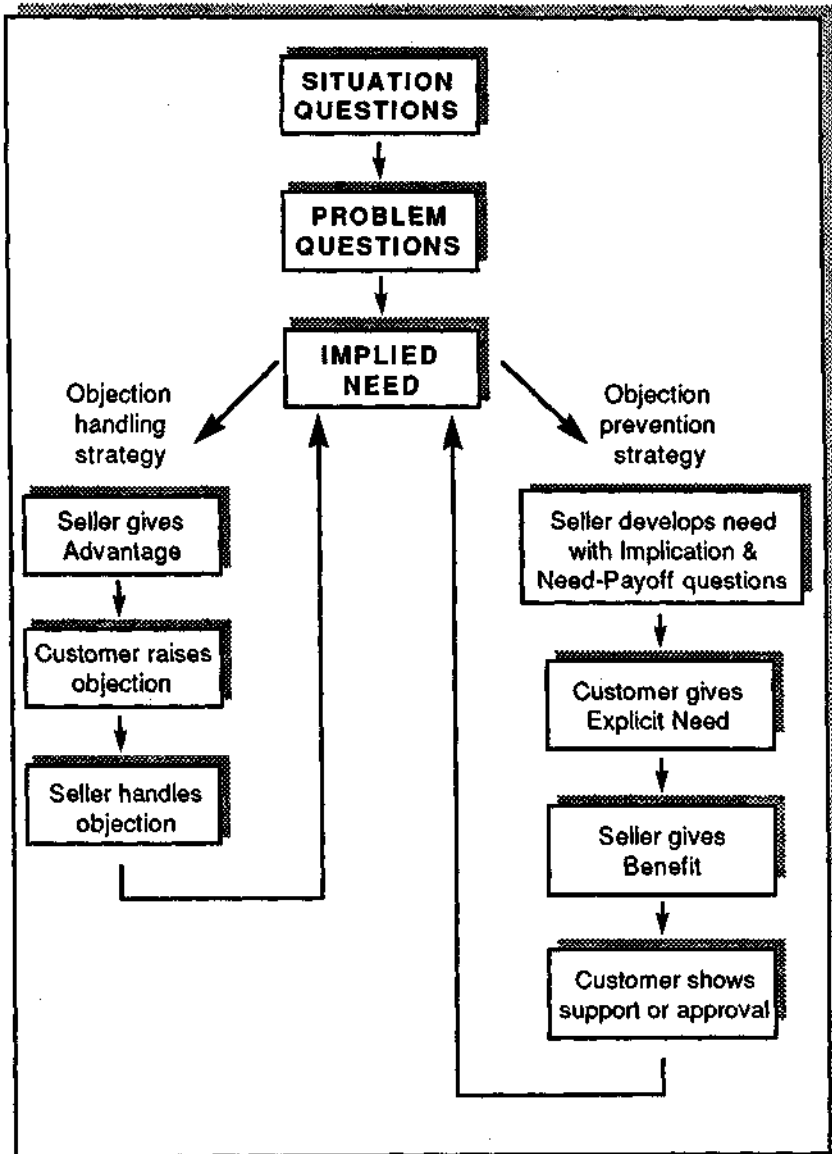 SITUATION
QUESTIONS
PROBLEM
QUESTIONS
IMPLIED
NEED
Objection
handling
strategy
Seller gives
Advantage
Customer raises
objection
Seller handles
objection
Objection
prevention
strategy
Seller develops need
with Implication &
Need-Payoff questions
Customer gives
Explicit Need
Seller gives
Benefit
Customer shows
support or approval